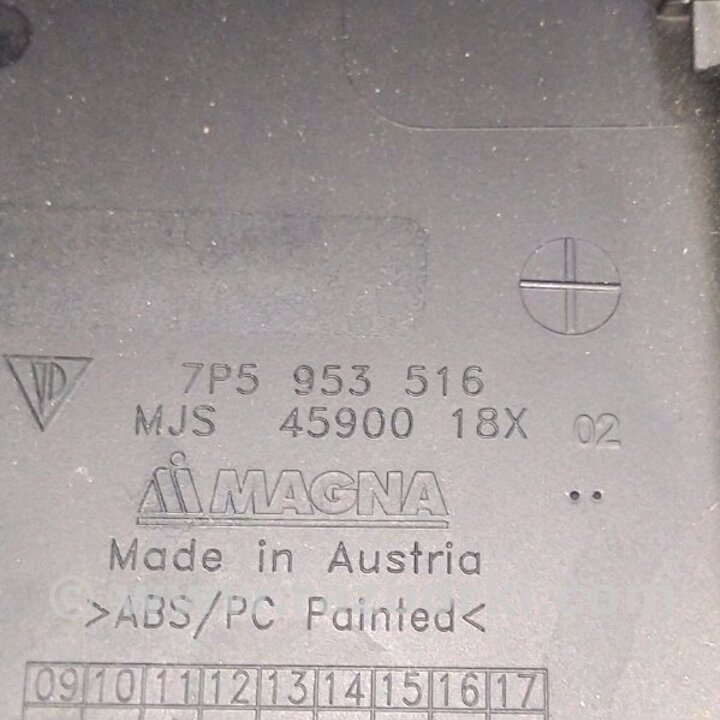 7P5 953 516
MJS 45900 18X 02
MAGNA
Made in Austria
>ABS/PC Painted<
09 10 11 12 13 14 15 16 17